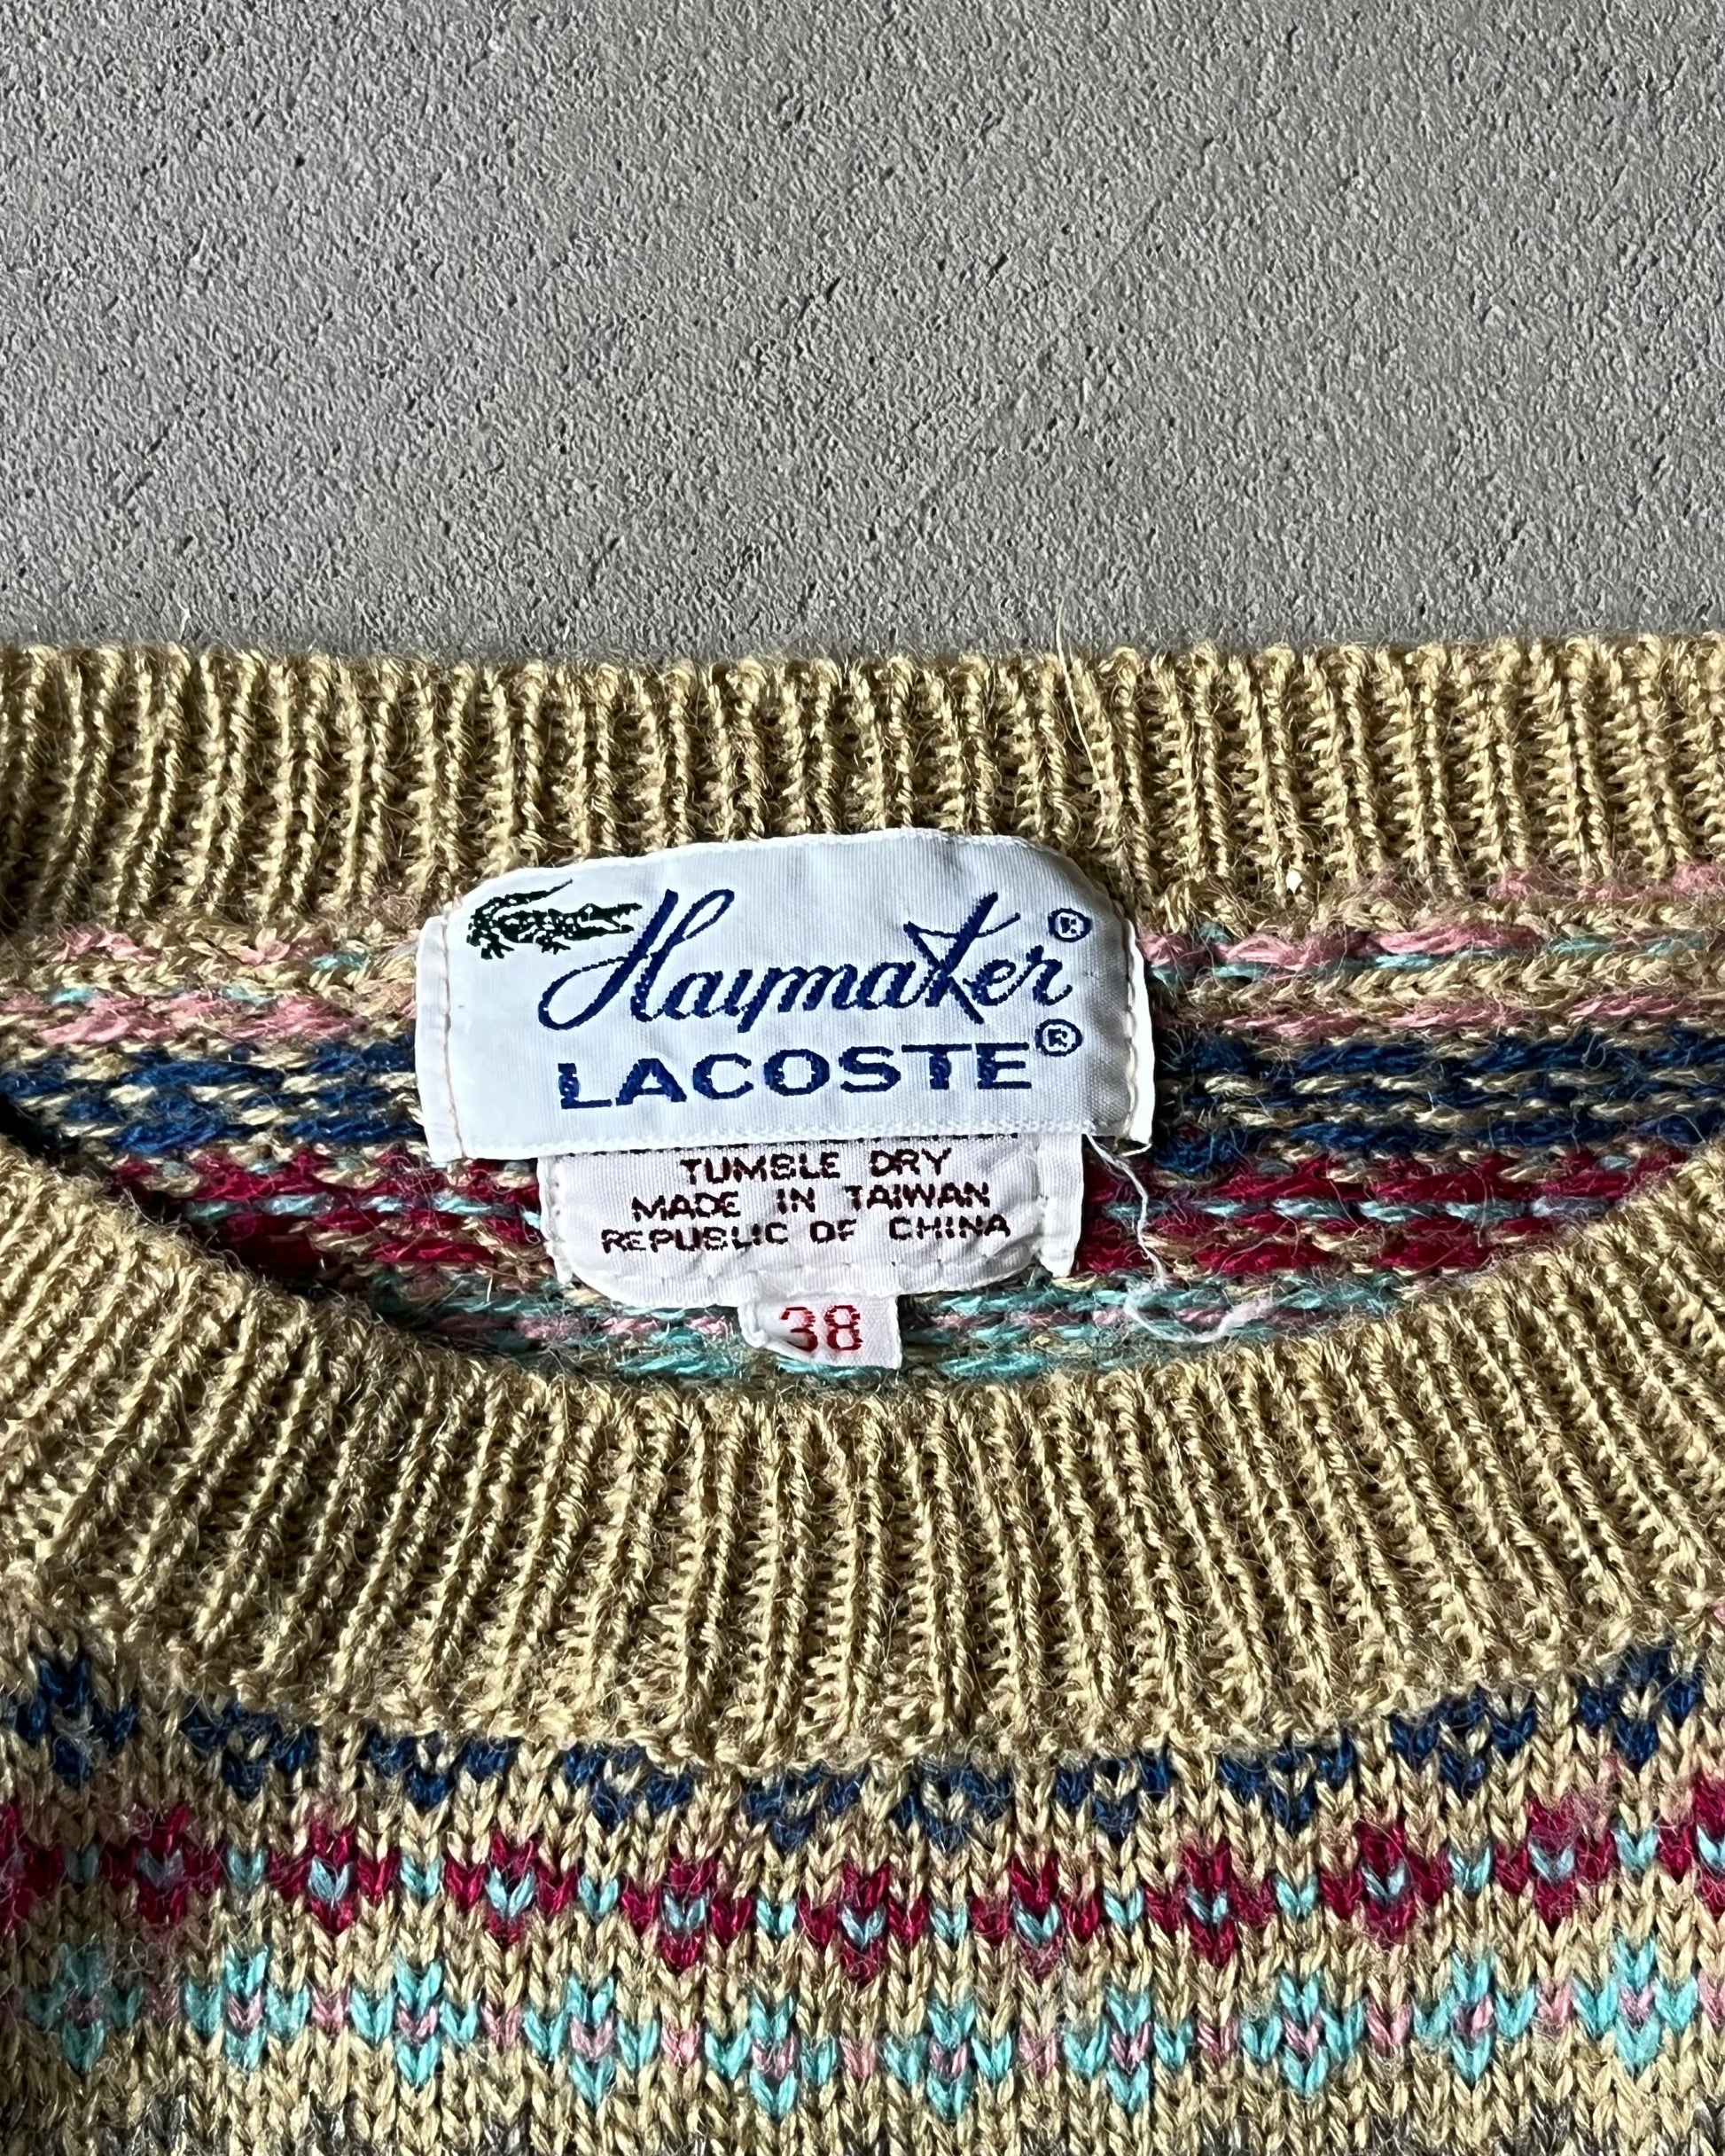 Haymaker®
LACOSTE®
TUMBLE DRY
MADE IN TAIWAN
REPUBLIC OF CHINA
38